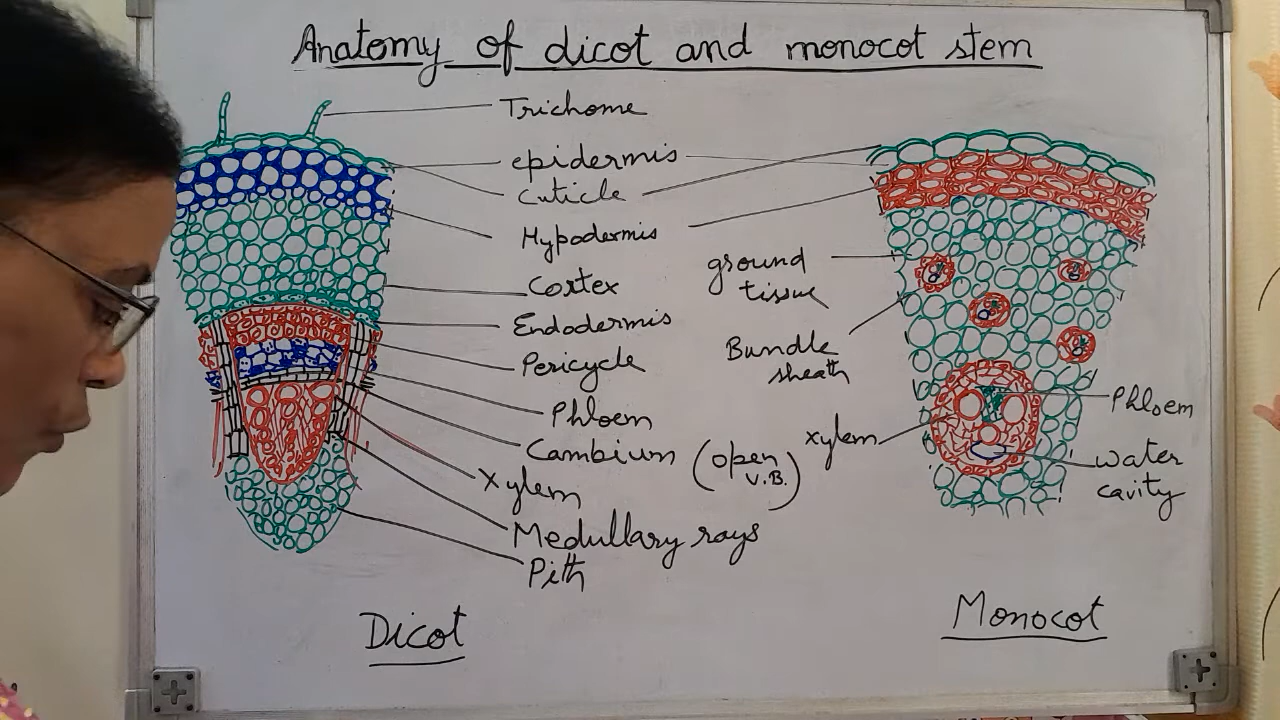 Anatomy of dicot and monocot stem
Trichome
epidermis
Cuticle
Hypodermis
Cortex
Endodermis
Pericycle
Phloem
Cambium
(open
V.B.)
Xylem
Medullary rays
Pith
Dicot
ground
tissue
Bundle
sheath
xylem
Phloem
water
cavity
Monocot